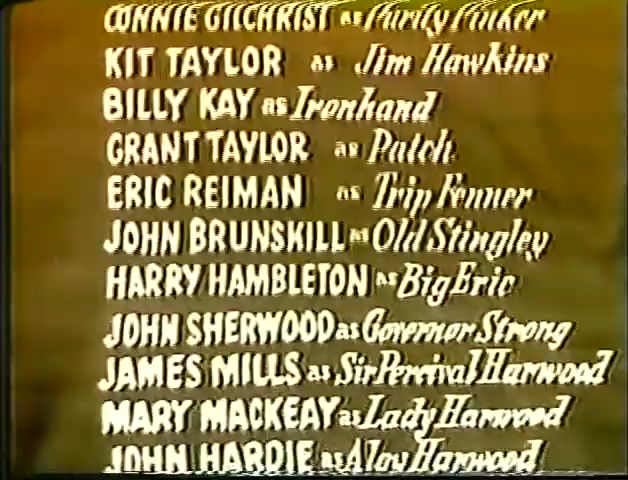 CONNIE GILCHRIST as Purity Pinker
KIT TAYLOR as Jim Hawkins
BILLY KAY as Ironhand
GRANT TAYLOR as Patch
ERIC REIMAN as Trip Fenner
JOHN BRUNSKILL as Old Stingley
HARRY HAMBLETON as Big Eric
JOHN SHERWOOD as Governor Strong
JAMES MILLS as Sir Percival Harwood
MARY MACKEAY as Lady Harwood
JOHN HARDIE as Alou Harwood